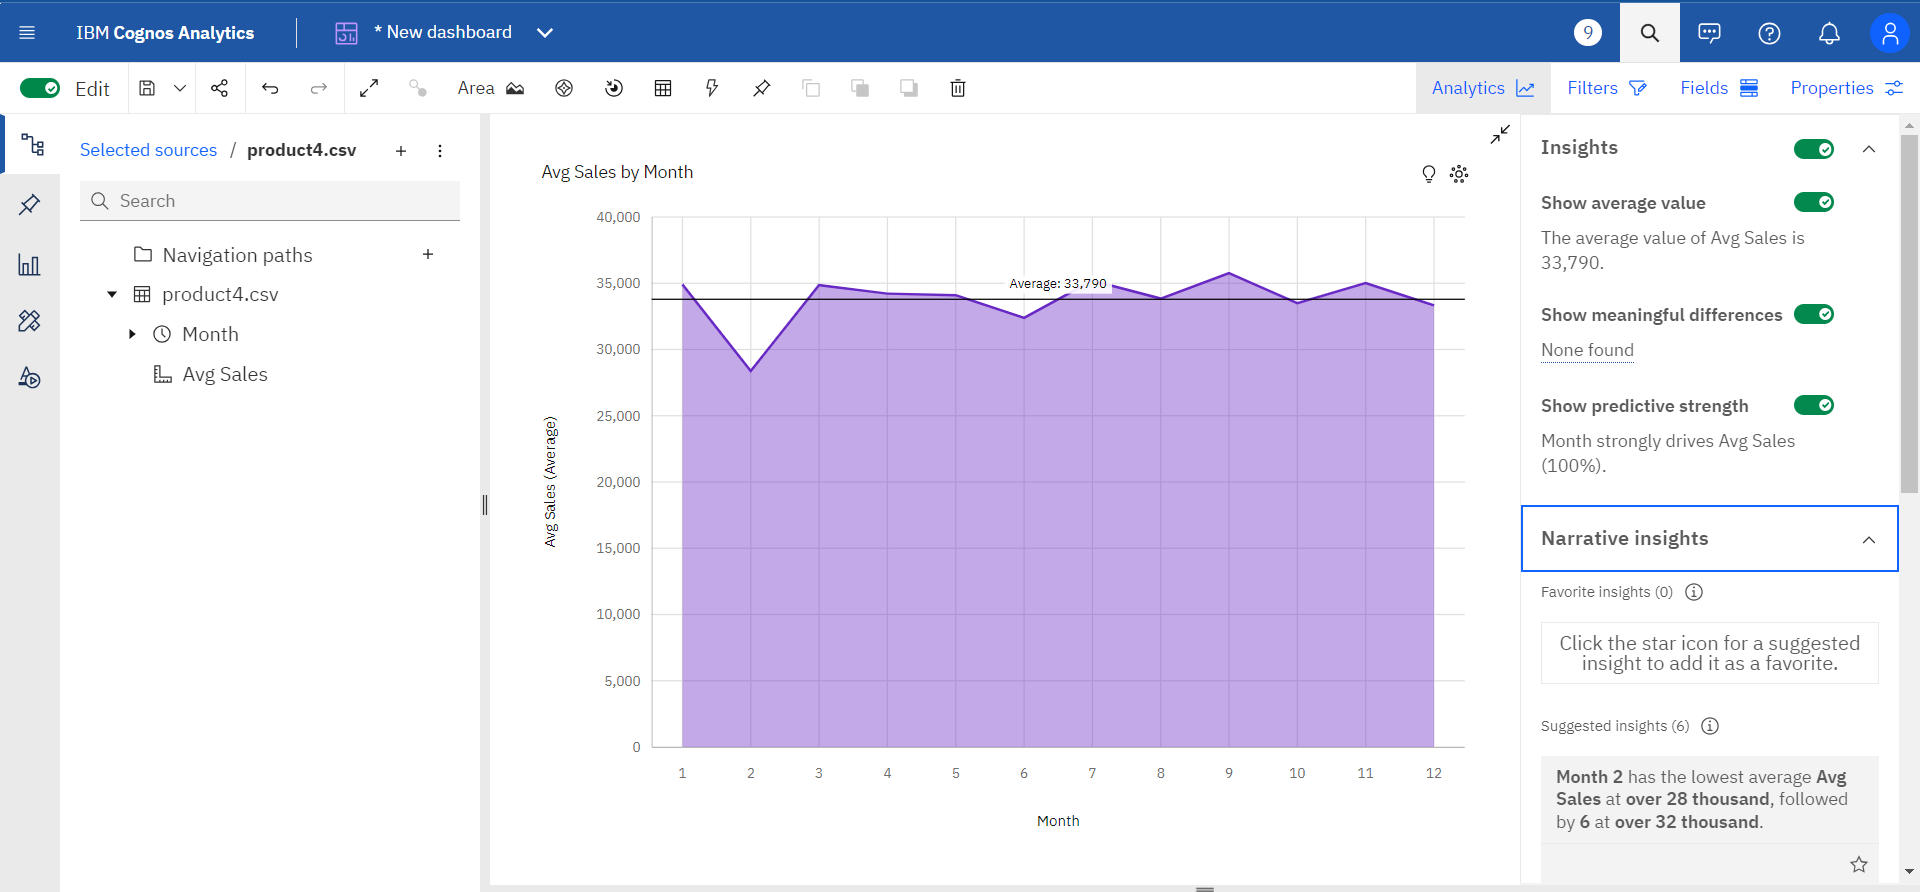 IBM Cognos Analytics
* New dashboard
9
Edit
Area
Analytics
Filters
Fields
Properties
Selected sources / product4.csv
Search
Navigation paths
product4.csv
Month
Avg Sales
Avg Sales by Month
40,000
35,000
30,000
25,000
20,000
15,000
10,000
5,000
0
Average: 33,790
Avg Sales (Average)
1 2 3 4 5 6 7 8 9 10 11 12
Month
Insights
Show average value
The average value of Avg Sales is
33,790.
Show meaningful differences
None found
Show predictive strength
Month strongly drives Avg Sales
(100%).
Narrative insights
Favorite insights (0)
Click the star icon for a suggested
insight to add it as a favorite.
Suggested insights (6)
Month 2 has the lowest average Avg
Sales at over 28 thousand, followed
by 6 at over 32 thousand.